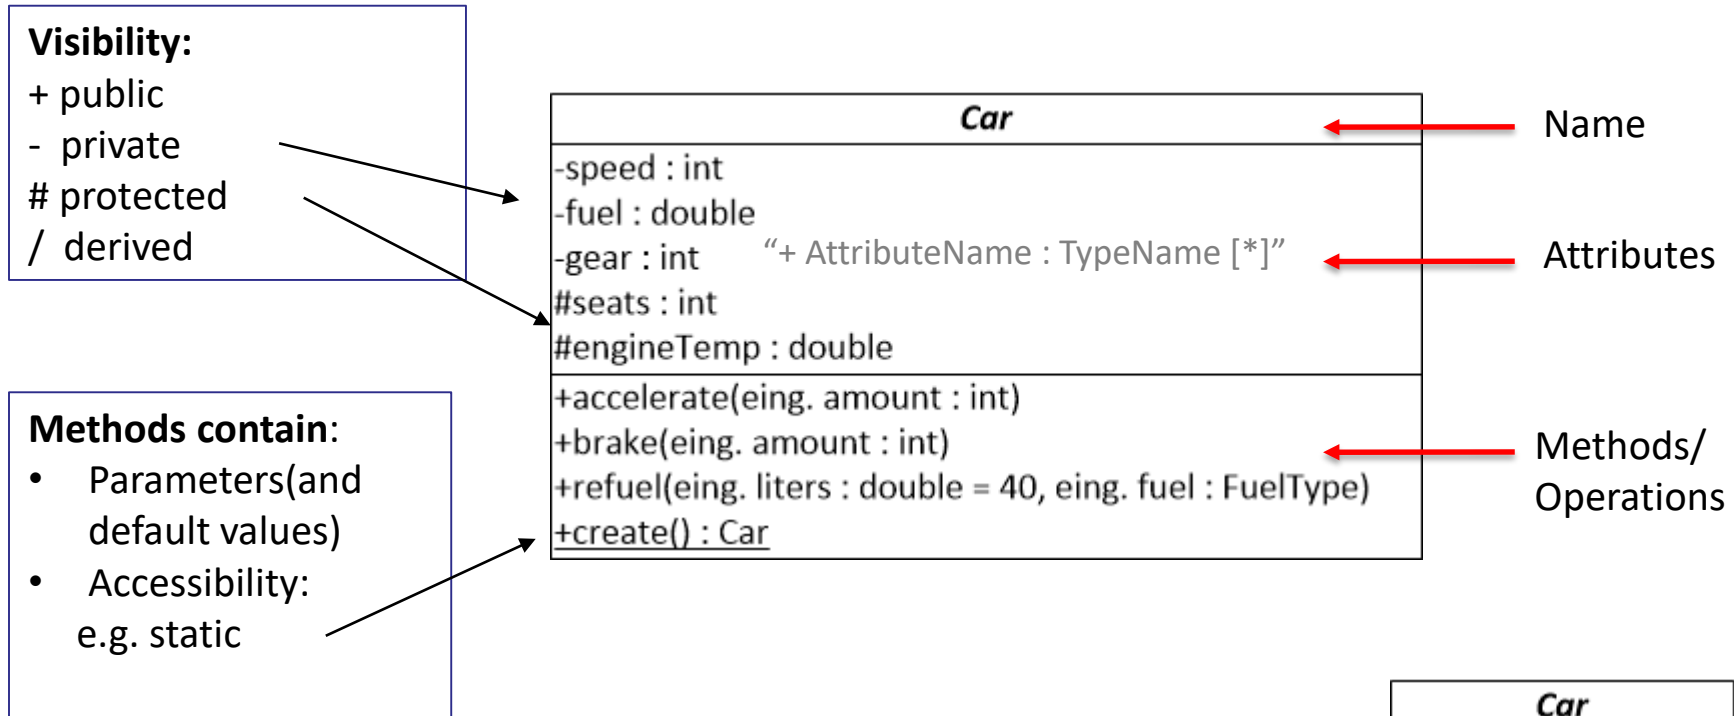 Visibility:
+ public
- private
# protected
/ derived
Methods contain:
• Parameters(and
default values)
• Accessibility:
e.g. static
Car
-speed : int
-fuel : double
-gear : int
“+ AttributeName : TypeName [*]”
#seats : int
#engineTemp : double
+accelerate(eing. amount : int)
+brake(eing. amount : int)
+refuel(eing. liters : double = 40, eing. fuel : FuelType)
+create() : Car
Name
Attributes
Methods/
Operations
Car